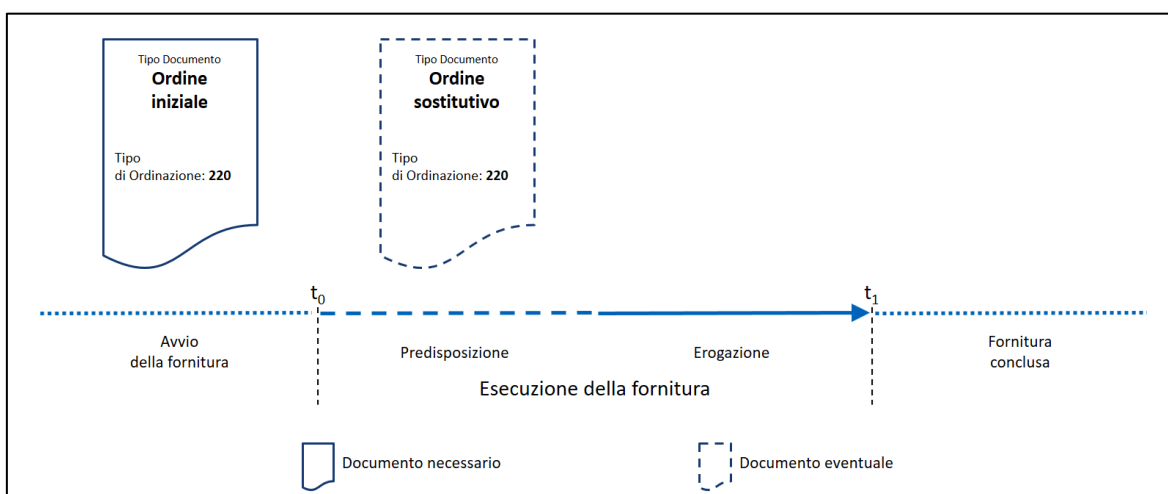 Tipo Documento
Ordine
iniziale
Tipo
di Ordinazione: 220
Tipo Documento
Ordine
sostitutivo
Tipo
di Ordinazione: 220
t0
t1
Avvio
della fornitura
Predisposizione
Erogazione
Fornitura
conclusa
Esecuzione della fornitura
Documento necessario
Documento eventuale